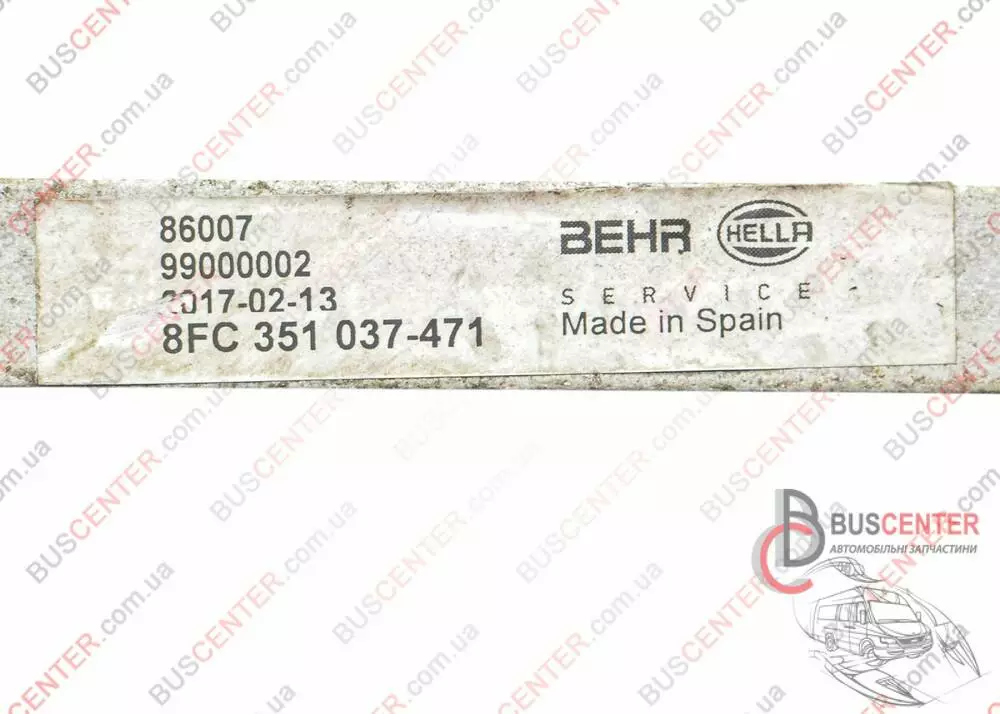 86007
99000002
2017-02-13
8FC 351 037-471
BEHR HELLA
SERVICE
Made in Spain
BUSCENTER
АВТОМОБІЛЬНІ ЗАПЧАСТИНИ
BUSCENTER.com.ua